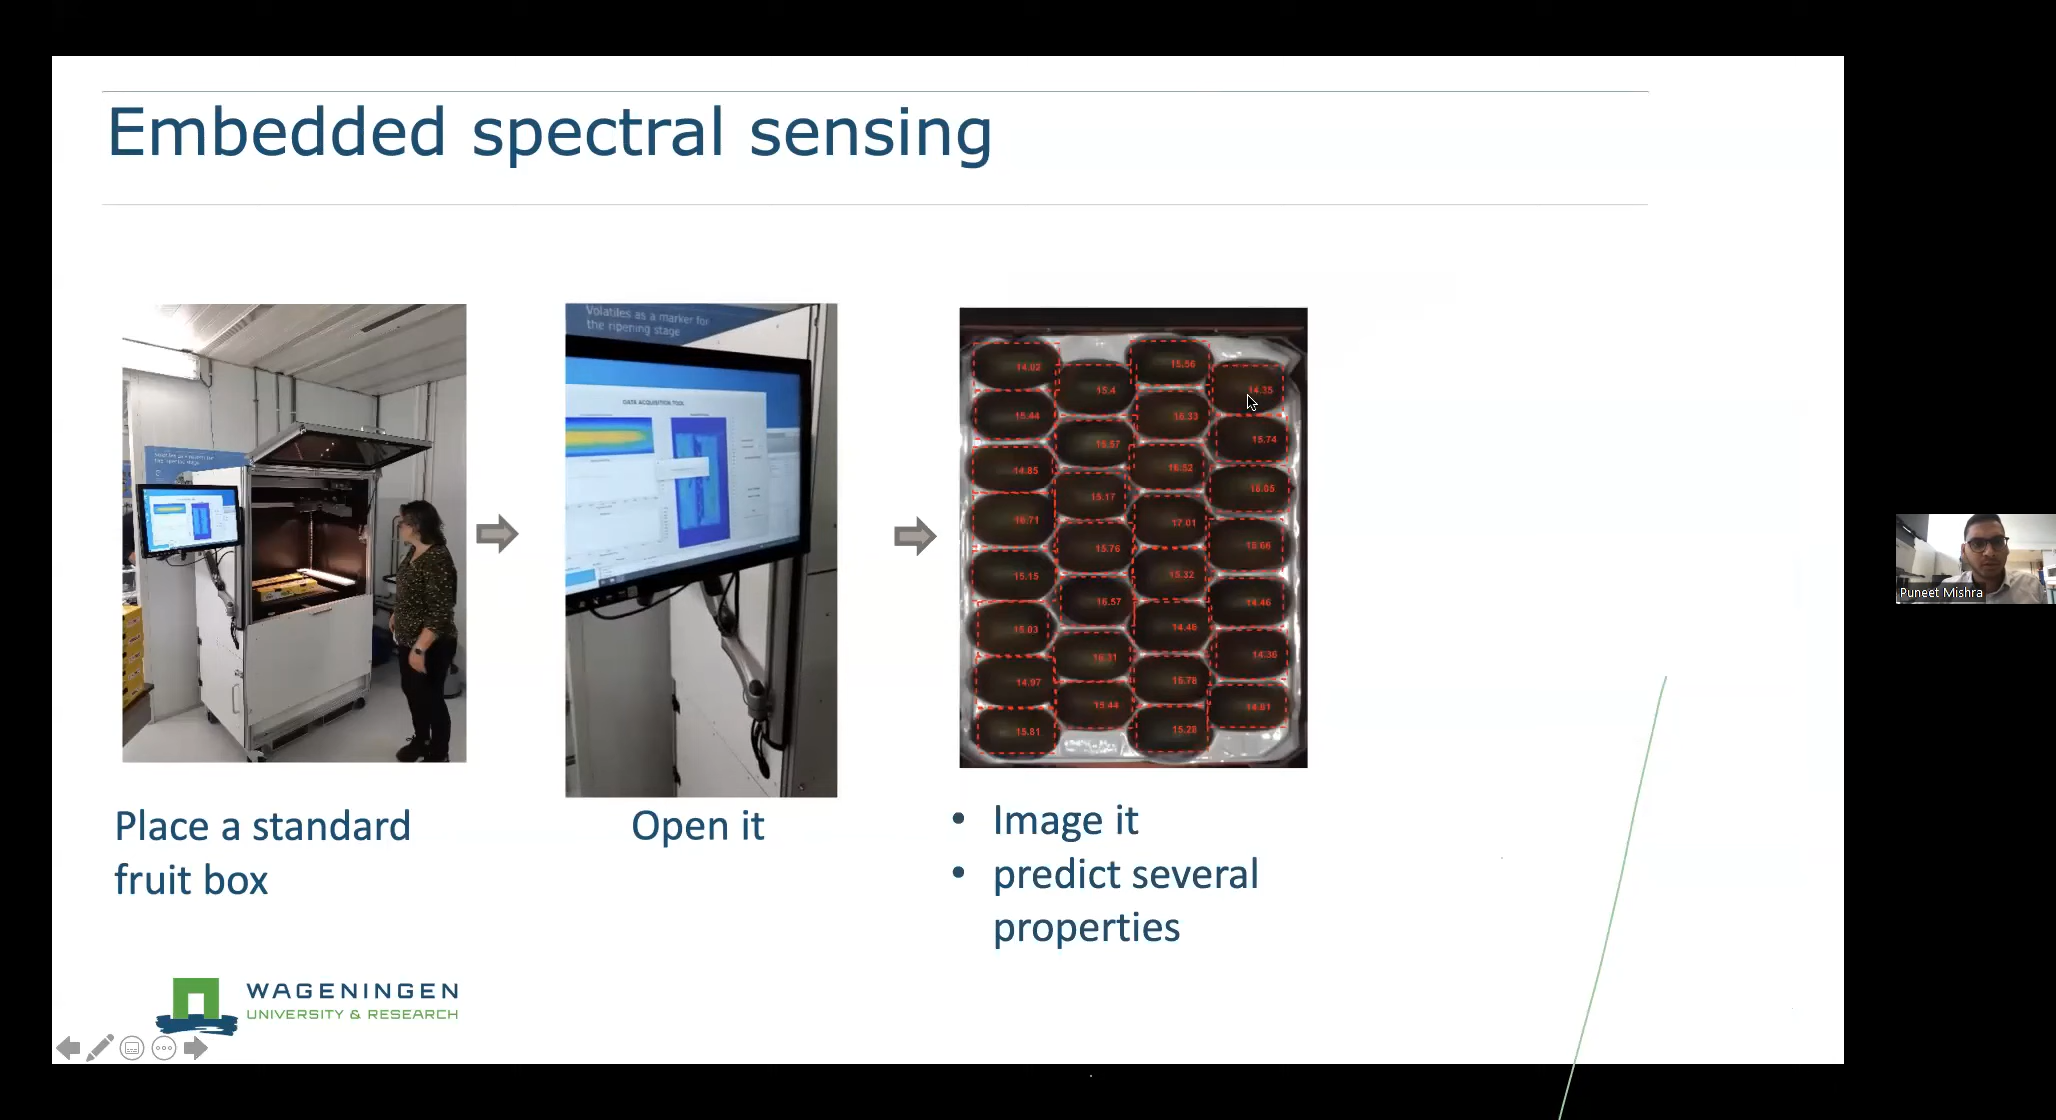 Embedded spectral sensing
Volatiles as a marker for
the ripening stage
DATA ACQUISITION TOOL
14.02
15.56
15.4
14.35
15.44
16.33
15.74
16.57
14.85
16.52
16.05
15.17
16.71
17.01
15.76
15.66
15.15
15.32
16.57
14.46
15.03
14.46
16.31
14.36
14.97
15.78
15.44
14.81
15.81
15.28
Place a standard
fruit box
Open it
• Image it
• predict several
properties
WAGENINGEN
UNIVERSITY & RESEARCH
Puneet Mishra